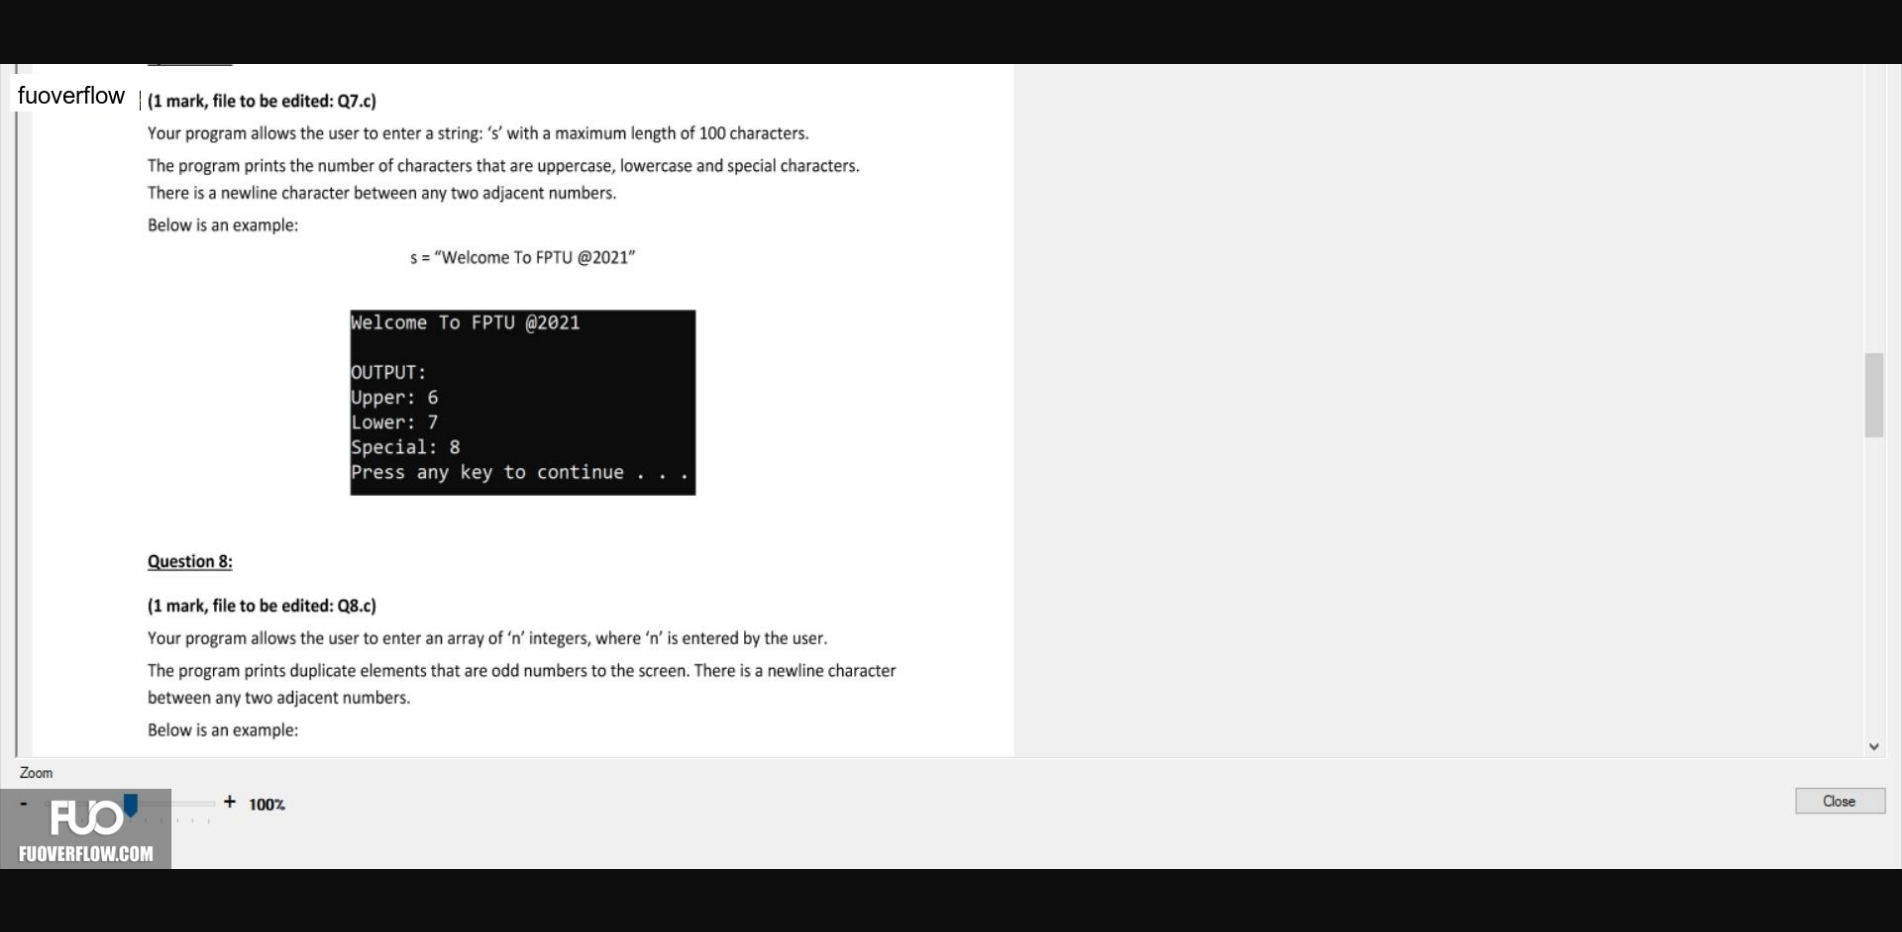 fuoverflow
(1 mark, file to be edited: Q7.c)
Your program allows the user to enter a string: ‘s’ with a maximum length of 100 characters.
The program prints the number of characters that are uppercase, lowercase and special characters.
There is a newline character between any two adjacent numbers.
Below is an example:
s = “Welcome To FPTU @2021”
Welcome To FPTU @2021
OUTPUT:
Upper: 6
Lower: 7
Special: 8
Press any key to continue . . .
Question 8:
(1 mark, file to be edited: Q8.c)
Your program allows the user to enter an array of ‘n’ integers, where ‘n’ is entered by the user.
The program prints duplicate elements that are odd numbers to the screen. There is a newline character
between any two adjacent numbers.
Below is an example:
Zoom
- + 100%
Close
FUO
FUOVERFLOW.COM